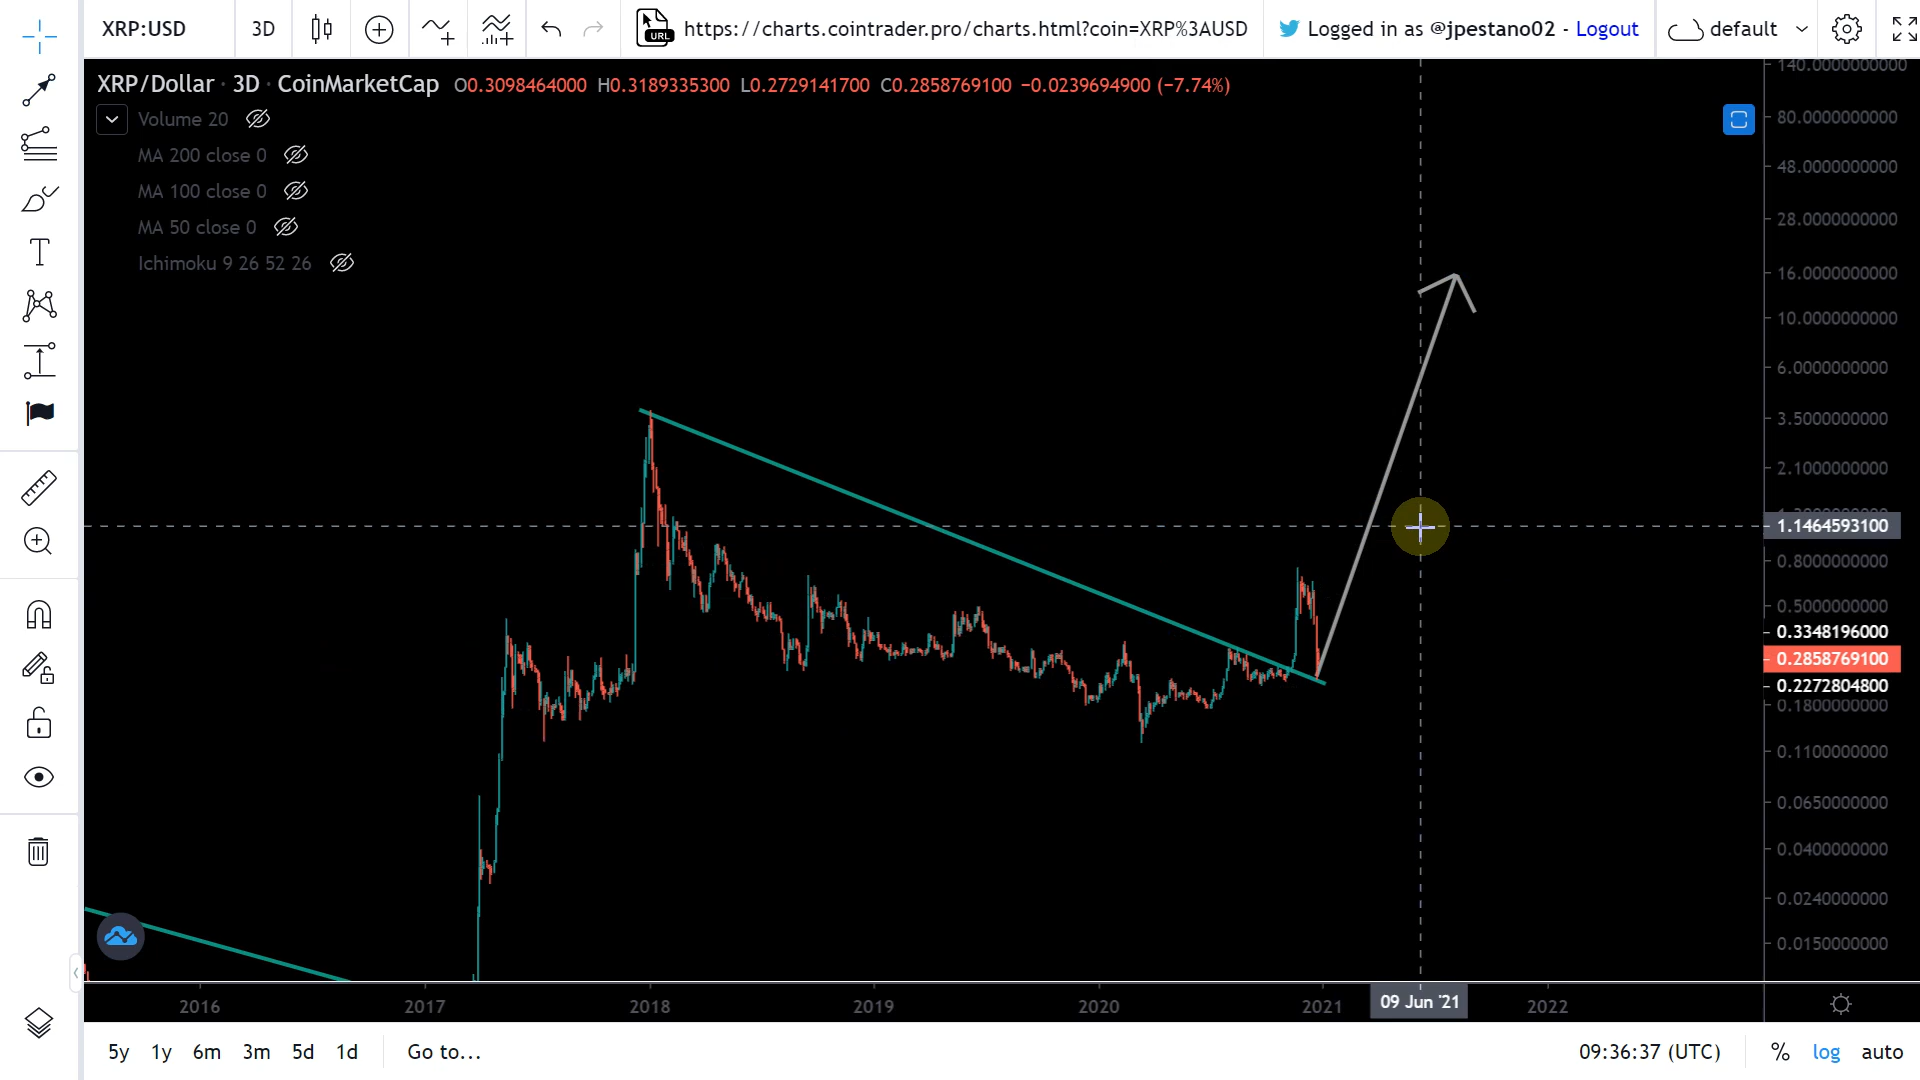 XRP:USD
3D
URL
https://charts.cointrader.pro/charts.html?coin=XRP%3AUSD
Logged in as @jpestano02 - Logout
default
XRP/Dollar · 3D · CoinMarketCap O0.3098464000 H0.3189335300 L0.2729141700 C0.2858769100 −0.0239694900 (−7.74%)
Volume 20
MA 200 close 0
MA 100 close 0
MA 50 close 0
Ichimoku 9 26 52 26
140.0000000000
80.0000000000
48.0000000000
28.0000000000
16.0000000000
10.0000000000
6.0000000000
3.5000000000
2.1000000000
1.1464593100
0.8000000000
0.5000000000
0.3348196000
0.2858769100
0.2272804800
0.1800000000
0.1100000000
0.0650000000
0.0400000000
0.0240000000
0.0150000000
2016 2017 2018 2019 2020 2021 09 Jun '21 2022
5y 1y 6m 3m 5d 1d Go to...
09:36:37 (UTC) % log auto